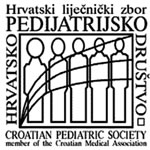 Hrvatski liječnički zbor
PEDIJATRIJSKO
HRVATSKO
DRUŠTVO
CROATIAN PEDIATRIC SOCIETY
member of the Croatian Medical Association